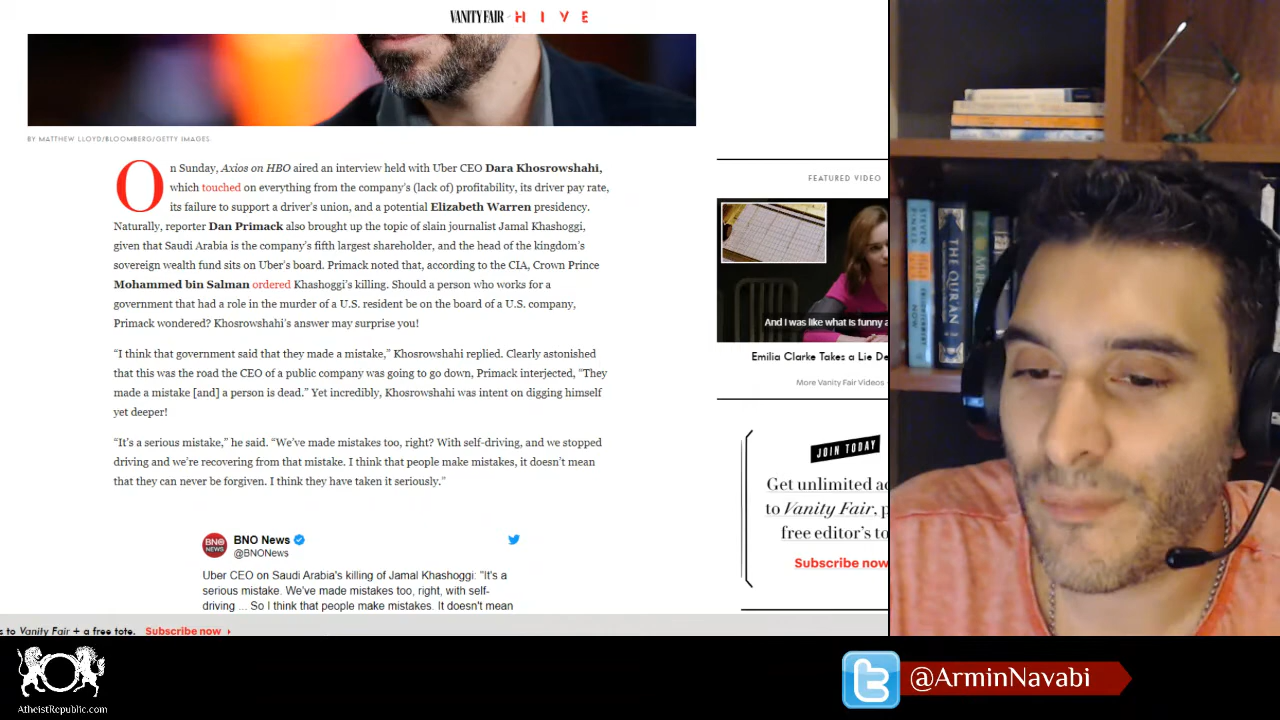 VANITY FAIR HIVE
BY MATTHEW LLOYD/BLOOMBERG/GETTY IMAGES.
On Sunday, Axios on HBO aired an interview held with Uber CEO Dara Khosrowshahi,
which touched on everything from the company's (lack of) profitability, its driver pay rate,
its failure to support a driver's union, and a potential Elizabeth Warren presidency.
Naturally, reporter Dan Primack also brought up the topic of slain journalist Jamal Khashoggi,
given that Saudi Arabia is the company's fifth largest shareholder, and the head of the kingdom's
sovereign wealth fund sits on Uber's board. Primack noted that, according to the CIA, Crown Prince
Mohammed bin Salman ordered Khashoggi's killing. Should a person who works for a
government that had a role in the murder of a U.S. resident be on the board of a U.S. company,
Primack wondered? Khosrowshahi's answer may surprise you!
“I think that government said that they made a mistake,” Khosrowshahi replied. Clearly astonished
that this was the road the CEO of a public company was going to go down, Primack interjected, “They
made a mistake [and] a person is dead.” Yet incredibly, Khosrowshahi was intent on digging himself
yet deeper!
“It's a serious mistake,” he said. “We've made mistakes too, right? With self-driving, and we stopped
driving and we're recovering from that mistake. I think that people make mistakes, it doesn't mean
that they can never be forgiven. I think they have taken it seriously.”
BNO NEWS
BNO News
@BNONews
Uber CEO on Saudi Arabia's killing of Jamal Khashoggi: "It's a
serious mistake. We've made mistakes too, right, with self-
driving ... So I think that people make mistakes. It doesn't mean
FEATURED VIDEO
And I was like what is funny a
Emilia Clarke Takes a Lie De
More Vanity Fair Videos
JOIN TODAY
Get unlimited ac
to Vanity Fair, p
free editor's to
Subscribe now
s to Vanity Fair + a free tote. Subscribe now
STEVEN PINKER
ENLIGHTENMENT NOW
THE QUR'AN
AtheistRepublic.com
@ArminNavabi